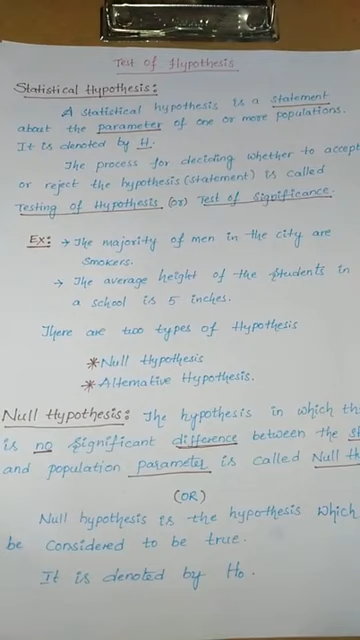 Test of Hypothesis
Statistical Hypothesis:
A statistical hypothesis is a statement
about the parameter of one or more populations.
It is denoted by H.
The process for deciding whether to accept
or reject the hypothesis (statement) is called
Testing of Hypothesis (or) Test of Significance.
Ex: → The majority of men in the city are
smokers.
→ The average height of the students in
a school is 5 inches.
There are two types of Hypothesis
* Null Hypothesis
* Alternative Hypothesis.
Null Hypothesis: The hypothesis in which
is no significant difference between the
and population parameter is called Null
(OR)
Null hypothesis is the hypothesis which
be considered to be true.
It is denoted by H₀.